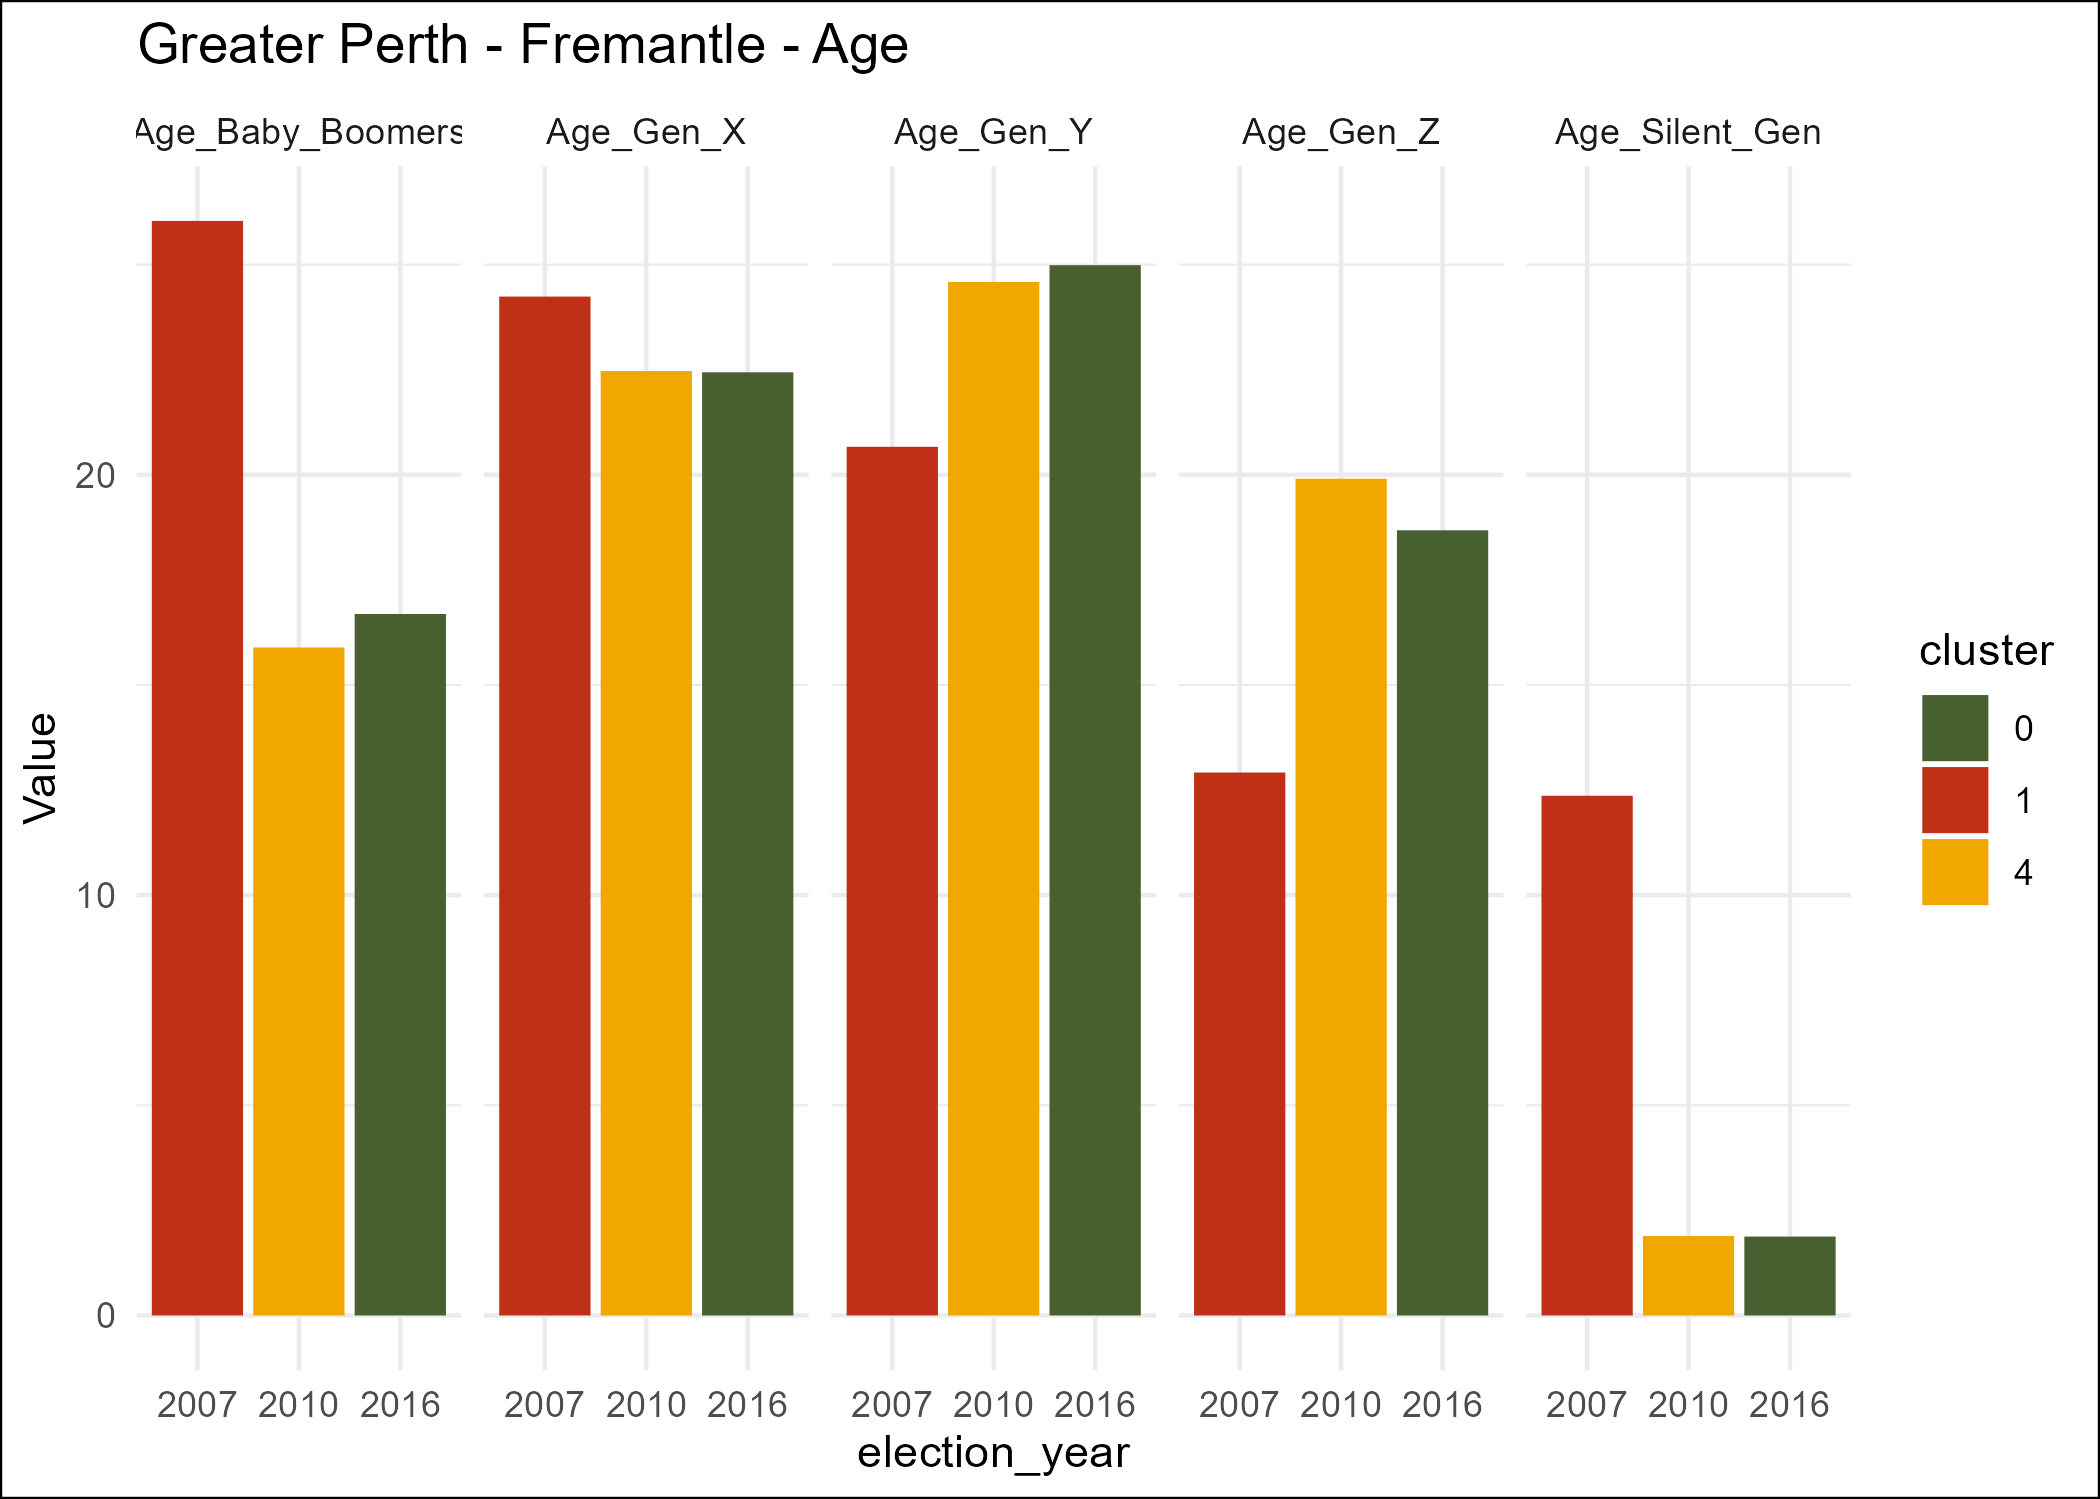 Greater Perth - Fremantle - Age
Age_Baby_Boomers Age_Gen_X Age_Gen_Y Age_Gen_Z Age_Silent_Gen
20
10
0
Value
2007 2010 2016 2007 2010 2016 2007 2010 2016 2007 2010 2016 2007 2010 2016
election_year
cluster
0
1
4